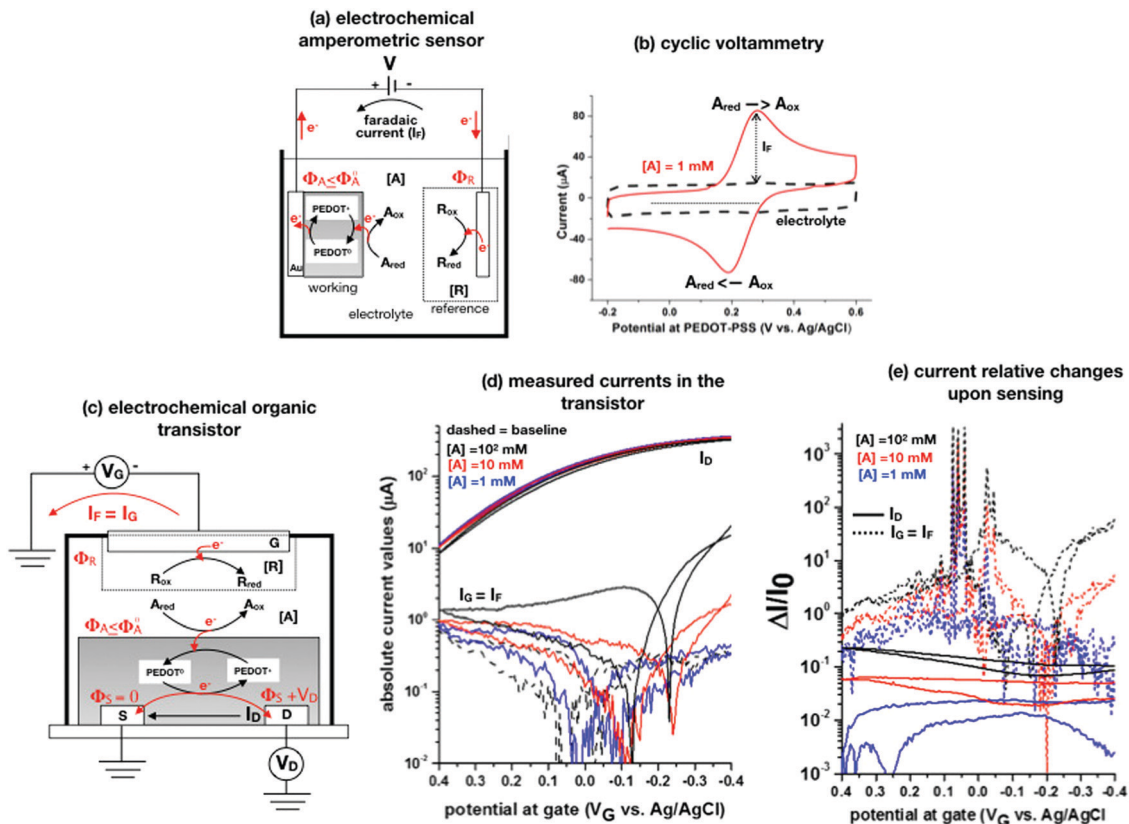 (a) electrochemical
amperometric sensor
V
+ -
e-
faradaic
current (IF)
e-
ΦA≤Φ°A
[A]
ΦR
PEDOT+
e-
e-
Aox
Rox
PEDOT0
e-
Au
Ared
Rred
working
[R]
electrolyte
reference
(b) cyclic voltammetry
Ared —> Aox
IF
[A] = 1 mM
electrolyte
Ared <— Aox
Current (µA)
80
40
0
-40
-80
-0.2 0.0 0.2 0.4 0.6
Potential at PEDOT-PSS (V vs. Ag/AgCl)
(c) electrochemical organic
transistor
+ VG -
IF = IG
G
ΦR
e-
[R]
Rox
Rred
Ared
Aox
[A]
ΦA≤Φ°A
e-
PEDOT0
PEDOT+
e-
ΦS = 0
ΦS +VD
S
ID
D
VD
(d) measured currents in the
transistor
dashed = baseline
[A] =10² mM
[A] =10 mM
[A] =1 mM
ID
IG = IF
absolute current values (µA)
10²
10¹
10⁰
10⁻¹
10⁻²
0.4 0.3 0.2 0.1 0.0 -0.1 -0.2 -0.3 -0.4
potential at gate (VG vs. Ag/AgCl)
(e) current relative changes
upon sensing
[A] =10² mM
[A] =10 mM
[A] =1 mM
ID
IG = IF
ΔI/I0
10³
10²
10¹
10⁰
10⁻¹
10⁻²
10⁻³
0.4 0.3 0.2 0.1 0.0 -0.1 -0.2 -0.3 -0.4
potential at gate (VG vs. Ag/AgCl